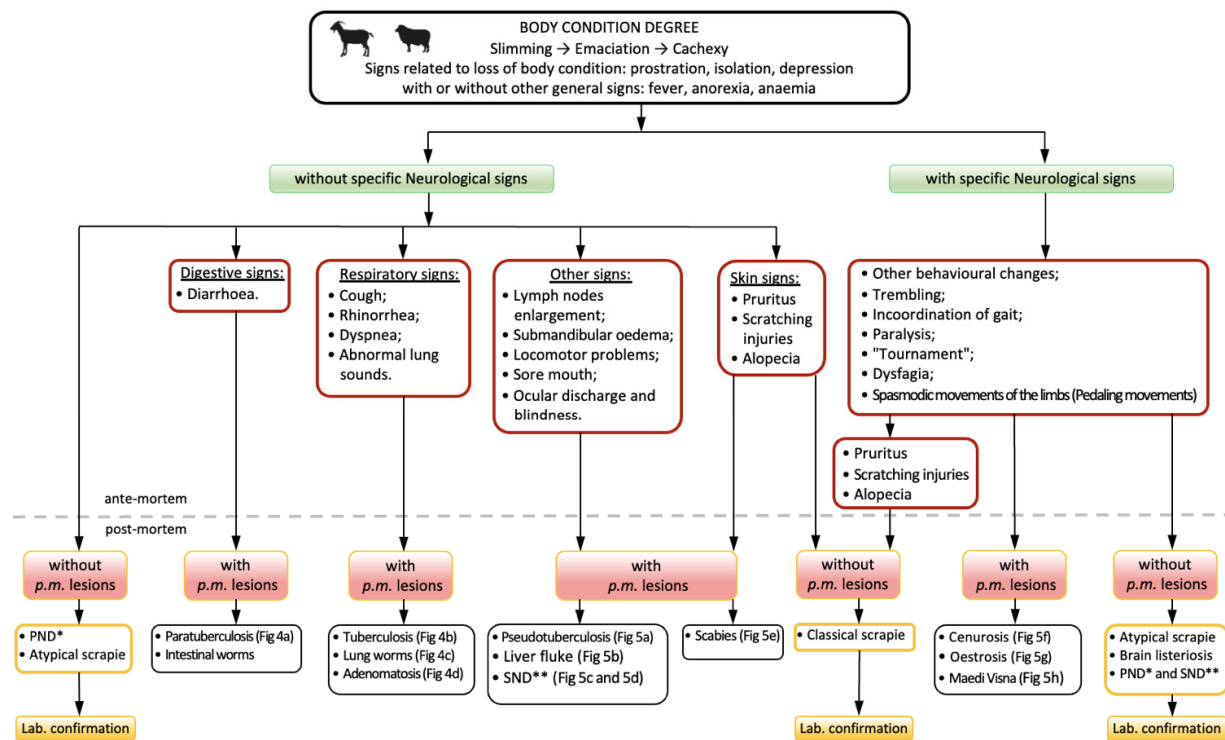 BODY CONDITION DEGREE
Slimming → Emaciation → Cachexy
Signs related to loss of body condition: prostration, isolation, depression
with or without other general signs: fever, anorexia, anaemia
without specific Neurological signs
with specific Neurological signs
Digestive signs:
• Diarrhoea.
Respiratory signs:
• Cough;
• Rhinorrhea;
• Dyspnea;
• Abnormal lung
sounds.
Other signs:
• Lymph nodes
enlargement;
• Submandibular oedema;
• Locomotor problems;
• Sore mouth;
• Ocular discharge and
blindness.
Skin signs:
• Pruritus
• Scratching
injuries
• Alopecia
• Other behavioural changes;
• Trembling;
• Incoordination of gait;
• Paralysis;
• "Tournament";
• Dysfagia;
• Spasmodic movements of the limbs (Pedaling movements)
• Pruritus
• Scratching injuries
• Alopecia
ante-mortem
post-mortem
without
p.m. lesions
with
p.m. lesions
with
p.m. lesions
with
p.m. lesions
without
p.m. lesions
with
p.m. lesions
without
p.m. lesions
• PND*
• Atypical scrapie
• Paratuberculosis (Fig 4a)
• Intestinal worms
• Tuberculosis (Fig 4b)
• Lung worms (Fig 4c)
• Adenomatosis (Fig 4d)
• Pseudotuberculosis (Fig 5a)
• Liver fluke (Fig 5b)
• SND** (Fig 5c and 5d)
• Scabies (Fig 5e)
• Classical scrapie
• Cenurosis (Fig 5f)
• Oestrosis (Fig 5g)
• Maedi Visna (Fig 5h)
• Atypical scrapie
• Brain listeriosis
• PND* and SND**
Lab. confirmation
Lab. confirmation
Lab. confirmation